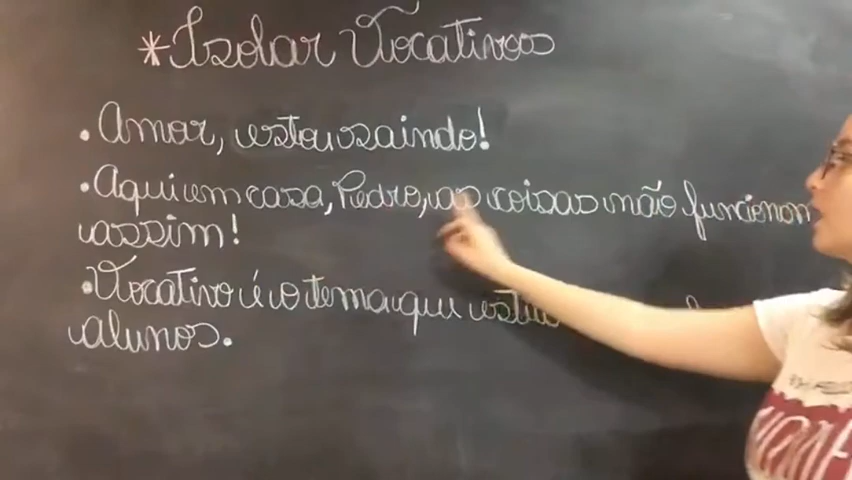 *Isolar Vocativos
. Amor, estou saindo!
. Aqui em casa, Pedro, as coisas não funcionam
assim!
. Vocativo é o tema que
alunos.